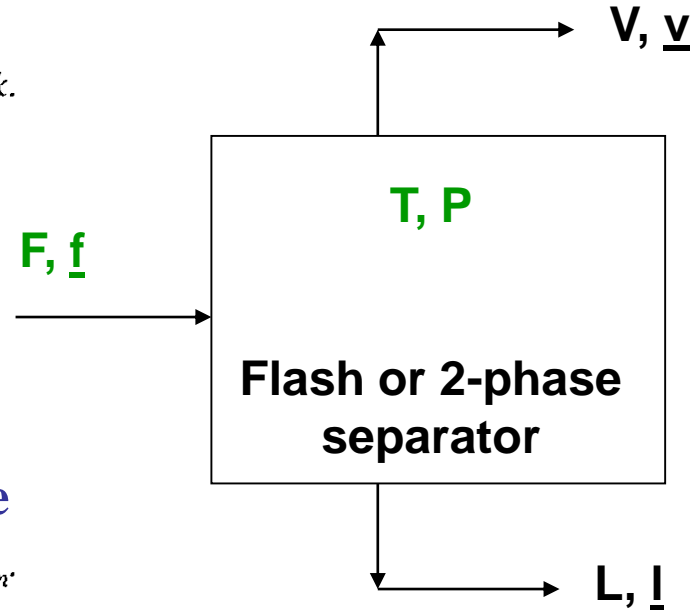 V, v
k.
T, P
F, f
Flash or 2-phase
separator
e
n.
L, l